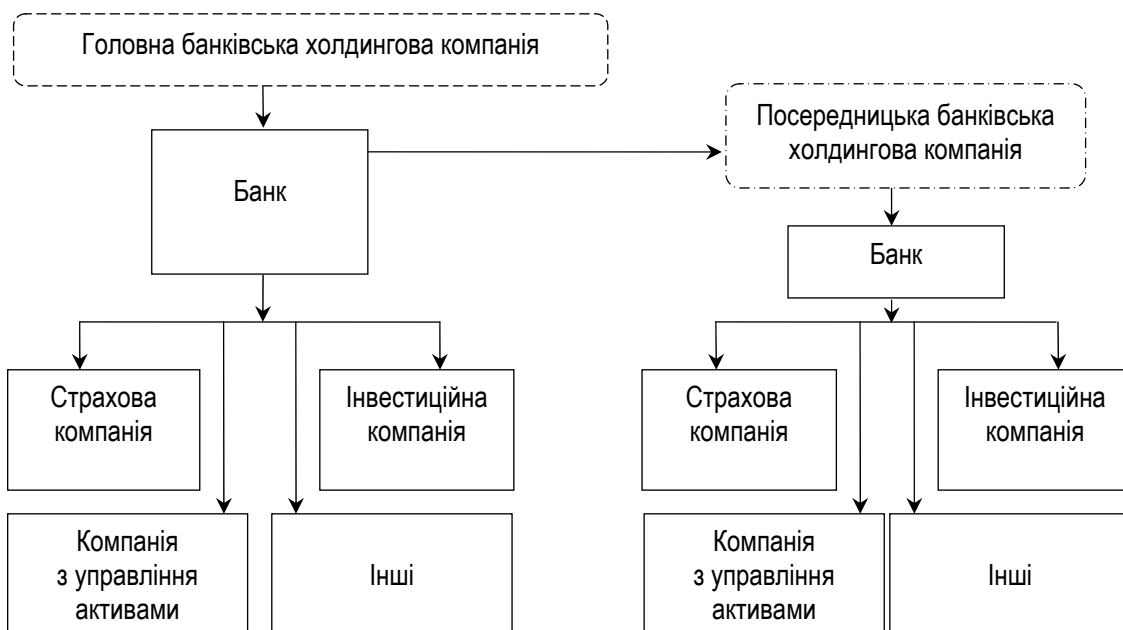 Головна банківська холдингова компанія
Посередницька банківська
холдингова компанія
Банк
Банк
Страхова
компанія
Інвестиційна
компанія
Страхова
компанія
Інвестиційна
компанія
Компанія
з управління
активами
Інші
Компанія
з управління
активами
Інші